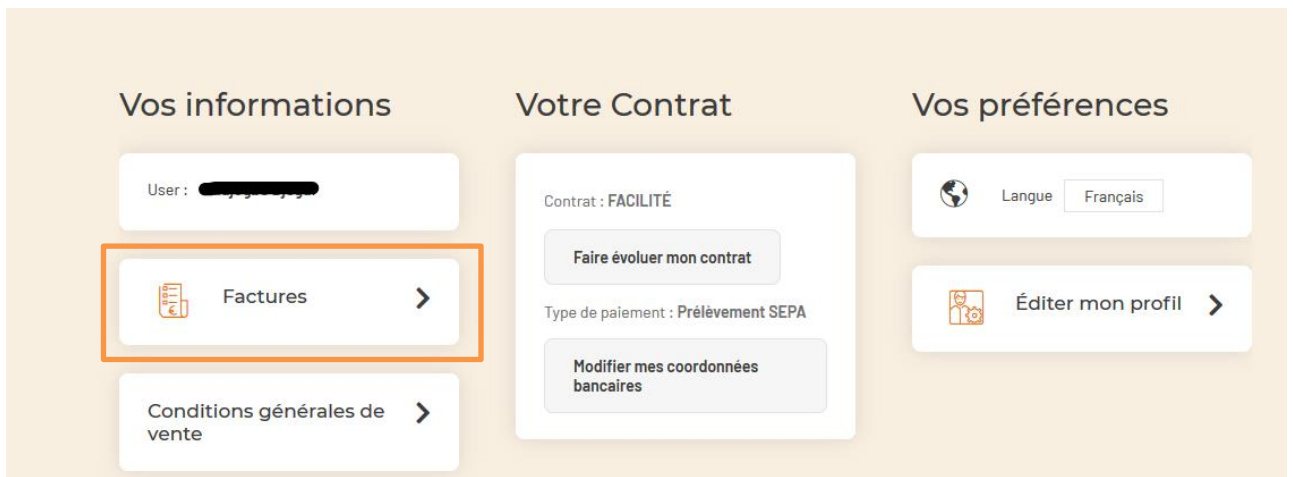 Vos informations
User :
Factures
Conditions générales de
vente
Votre Contrat
Contrat : FACILITÉ
Faire évoluer mon contrat
Type de paiement : Prélèvement SEPA
Modifier mes coordonnées
bancaires
Vos préférences
Langue Français
Éditer mon profil